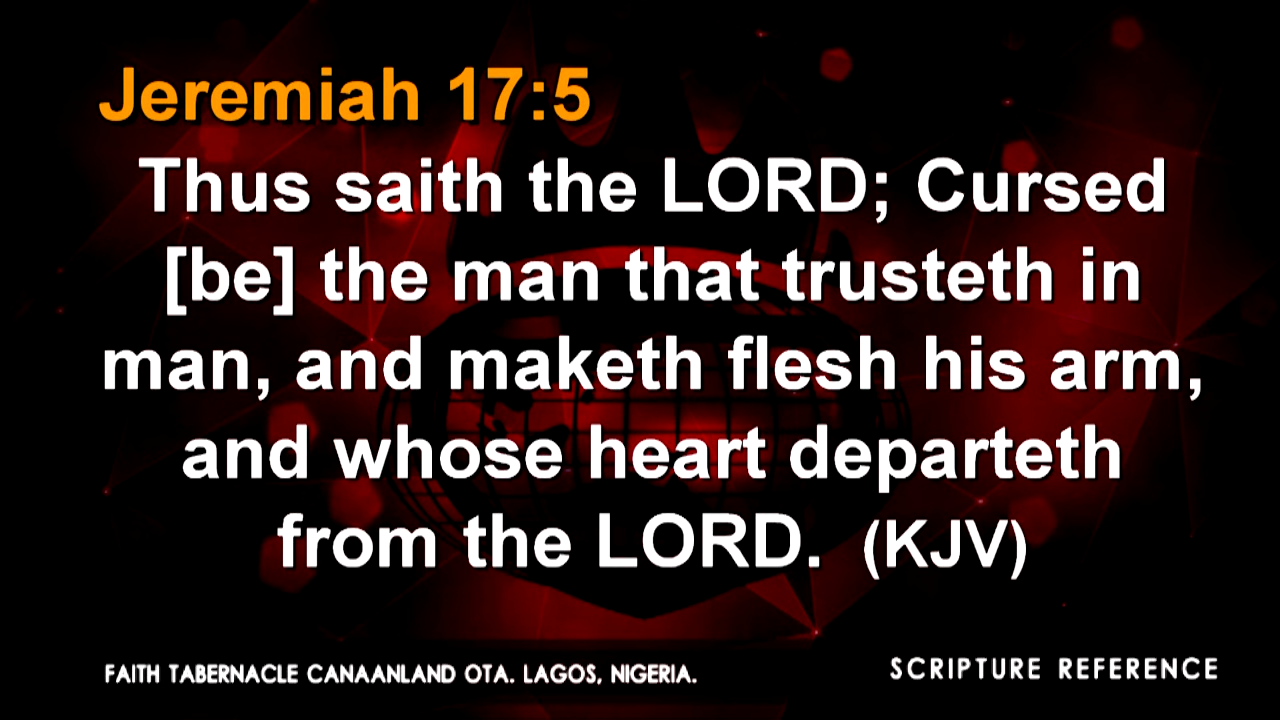 Jeremiah 17:5
Thus saith the LORD; Cursed
[be] the man that trusteth in
man, and maketh flesh his arm,
and whose heart departeth
from the LORD. (KJV)
FAITH TABERNACLE CANAANLAND OTA. LAGOS, NIGERIA.
SCRIPTURE REFERENCE